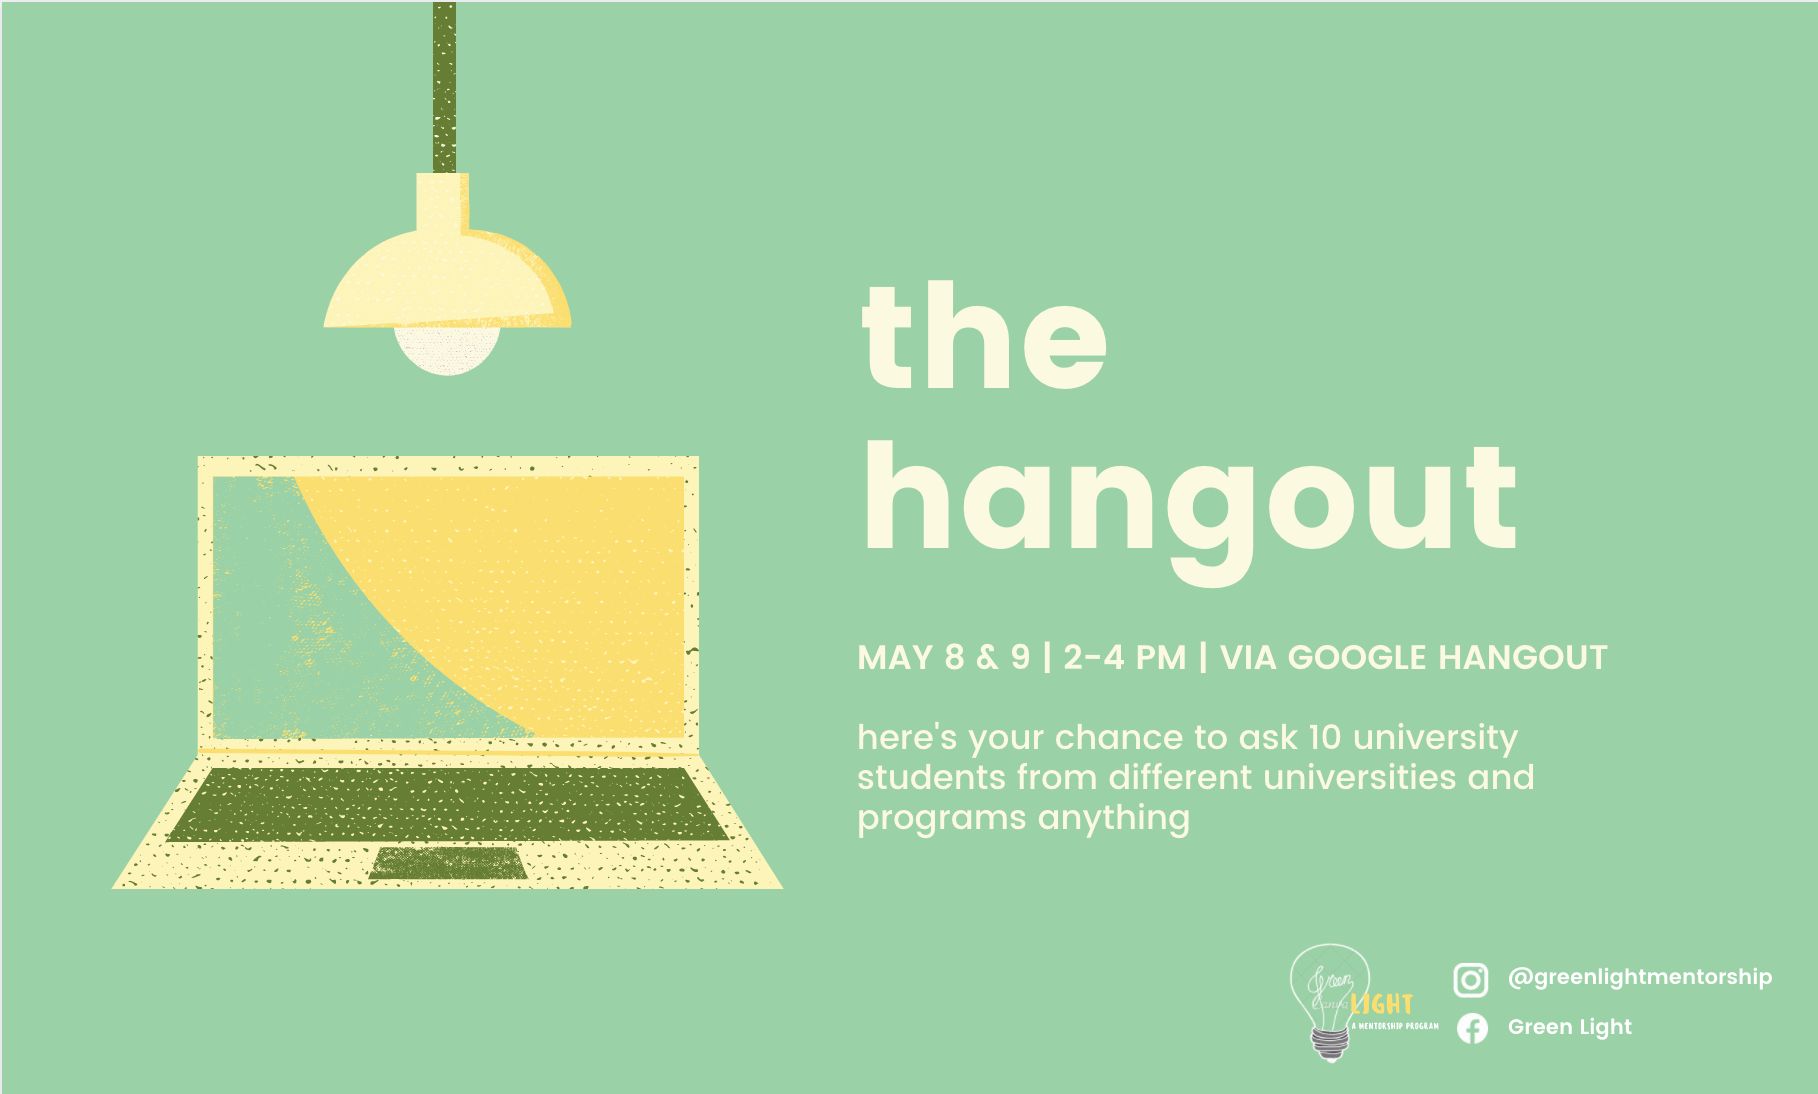 the
hangout
MAY 8 & 9 | 2-4 PM | VIA GOOGLE HANGOUT
here's your chance to ask 10 university
students from different universities and
programs anything
Green
Canva
LIGHT
A MENTORSHIP PROGRAM
@greenlightmentorship
Green Light